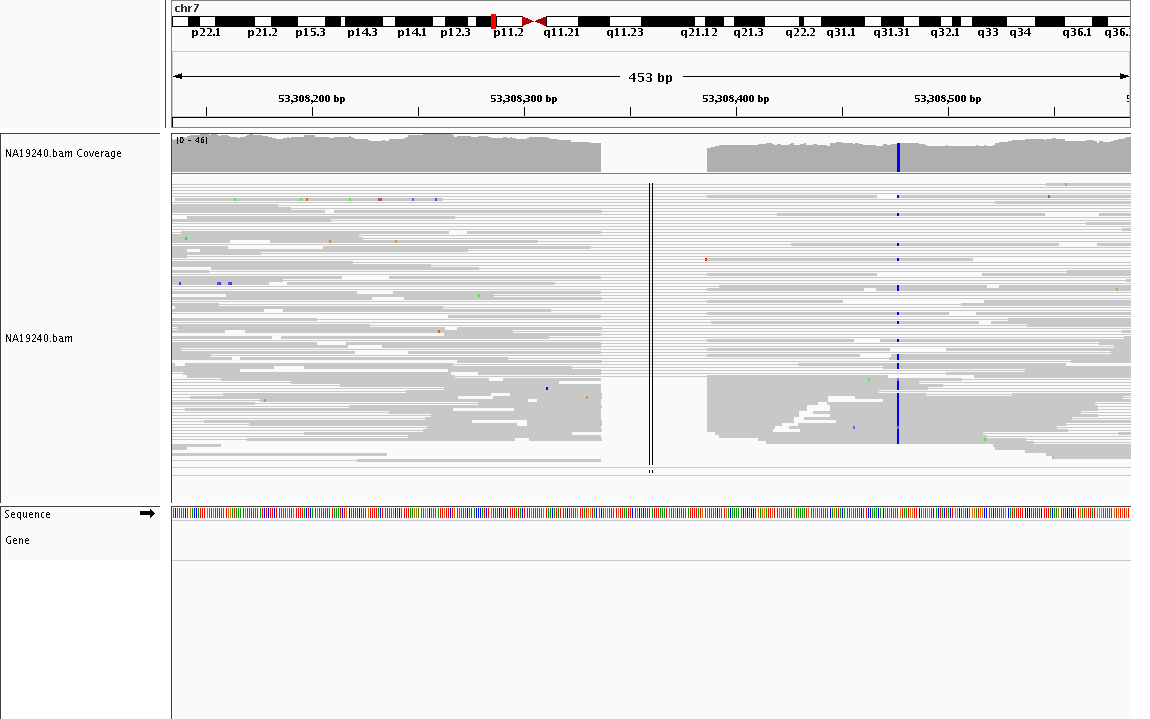 chr7
p22.1 p21.2 p15.3 p14.3 p14.1 p12.3 p11.2 q11.21 q11.23 q21.12 q21.3 q22.2 q31.1 q31.31 q32.1 q33 q34 q36.1 q36.
453 bp
53,308,200 bp 53,308,300 bp 53,308,400 bp 53,308,500 bp
[0 - 46]
NA19240.bam Coverage
NA19240.bam
Sequence
Gene